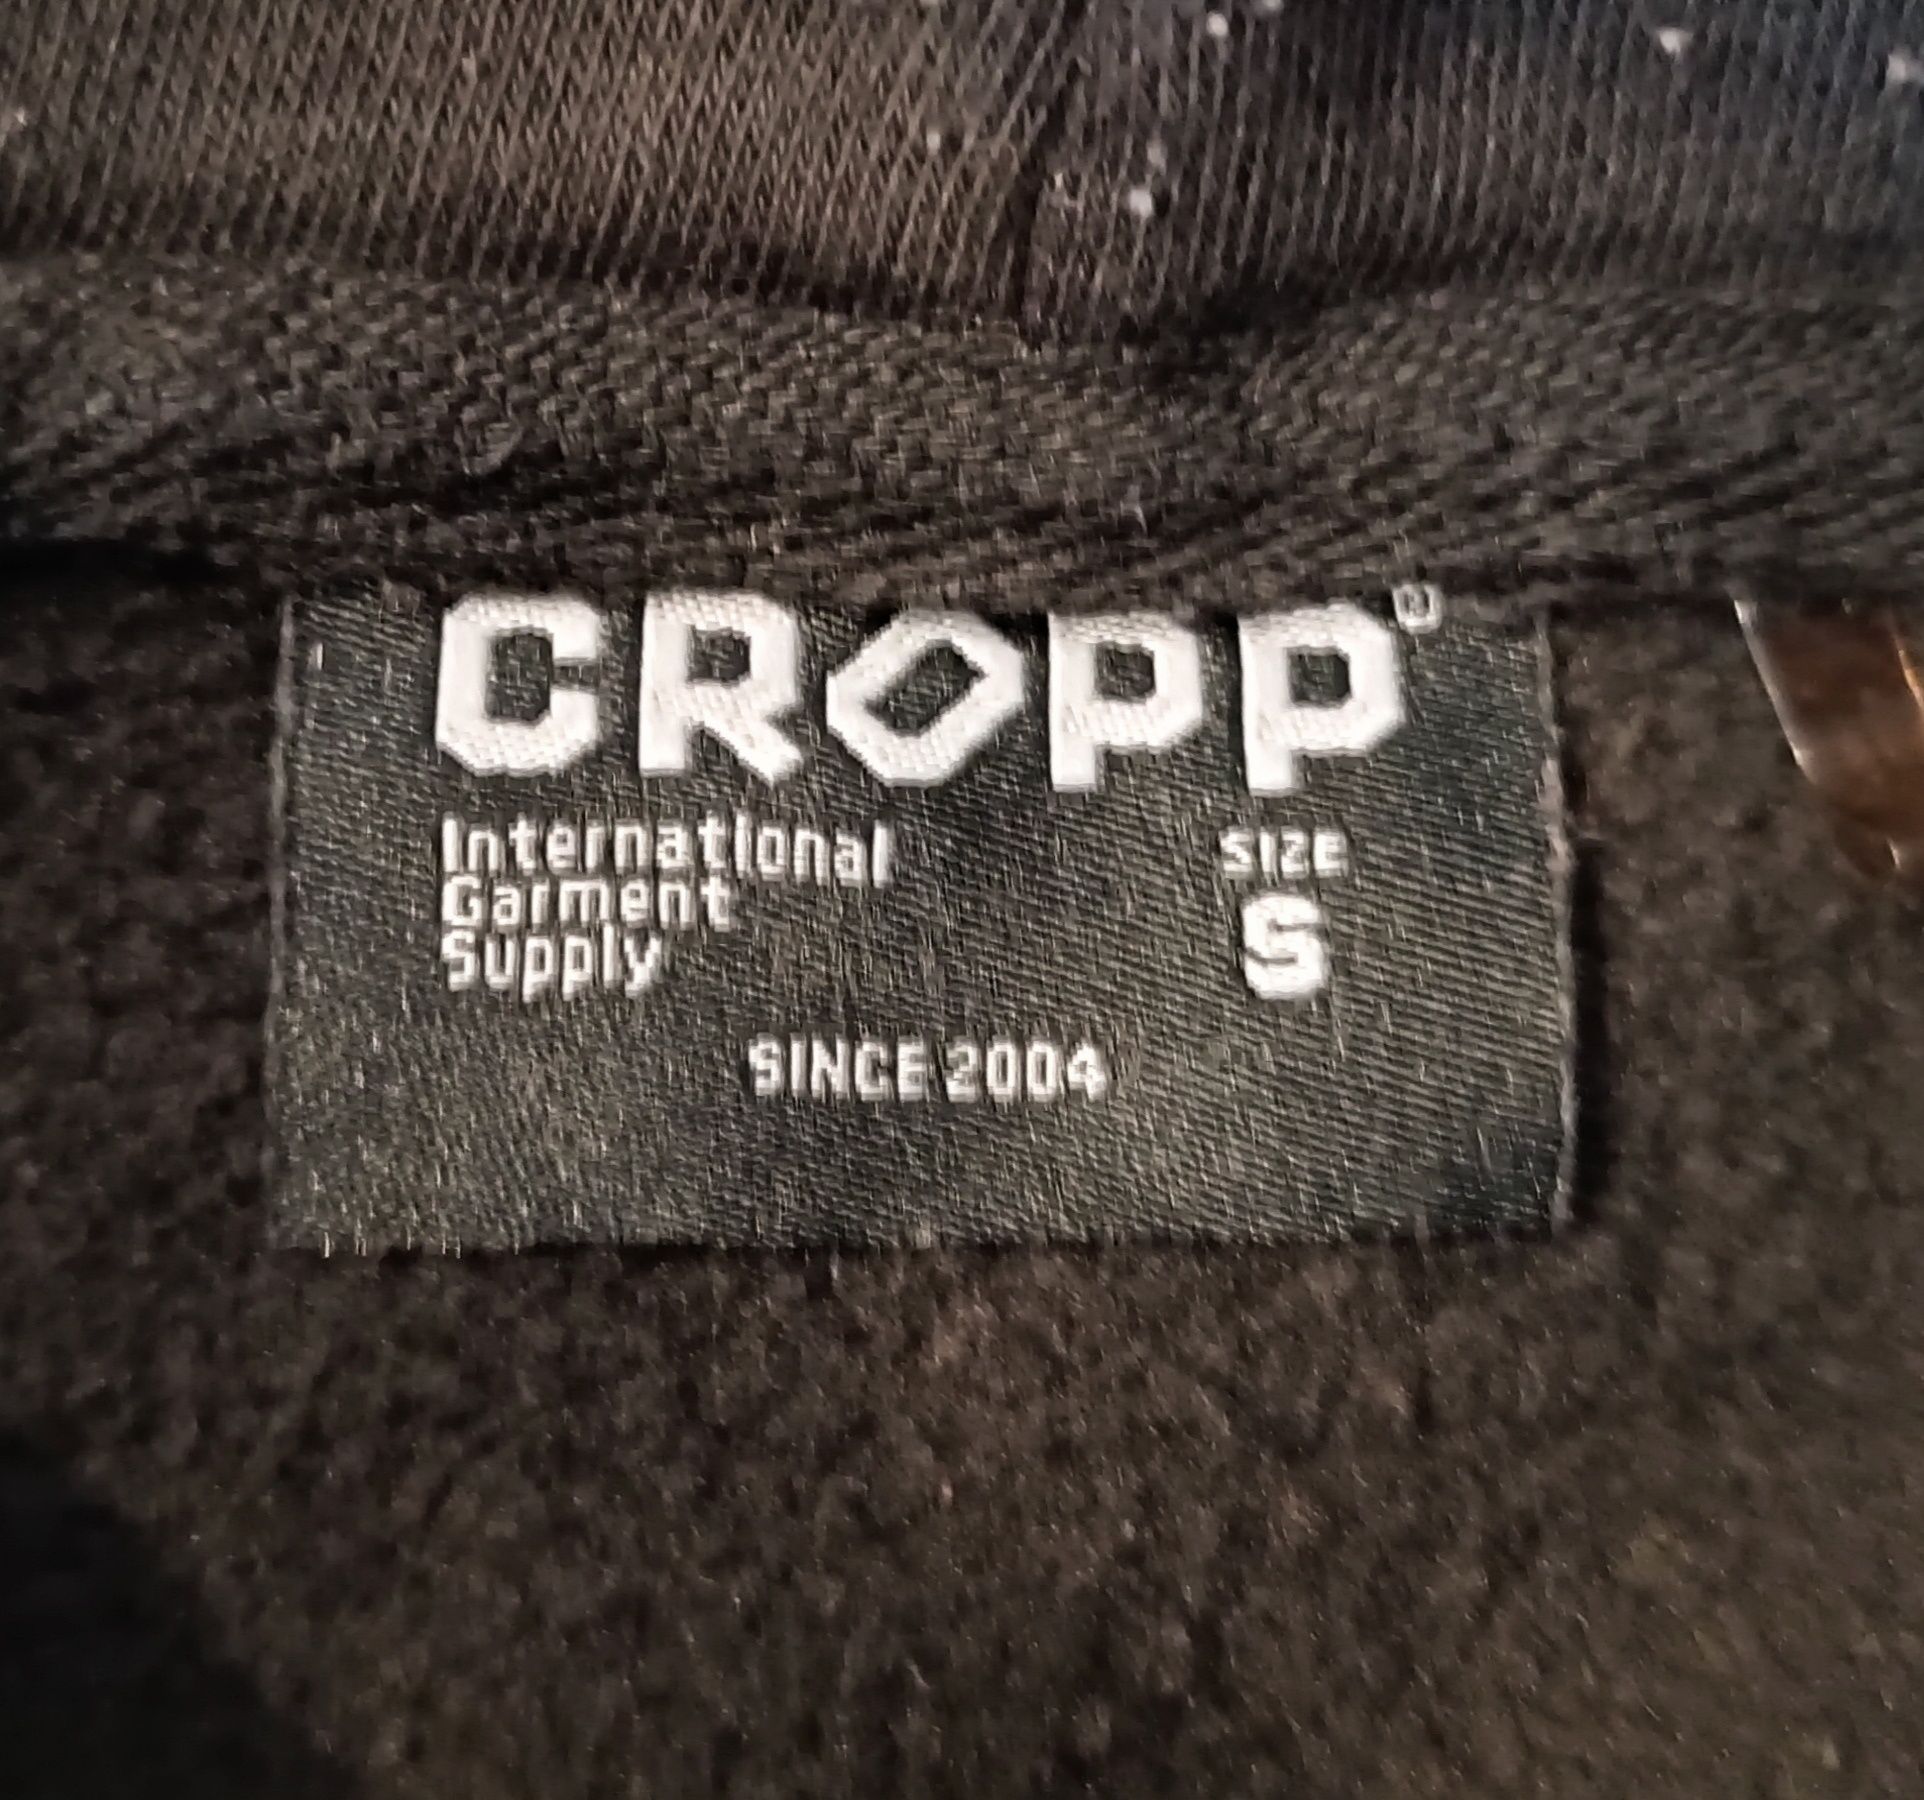 CROPP®
International
Garment
Supply
SIZE
S
SINCE 2004